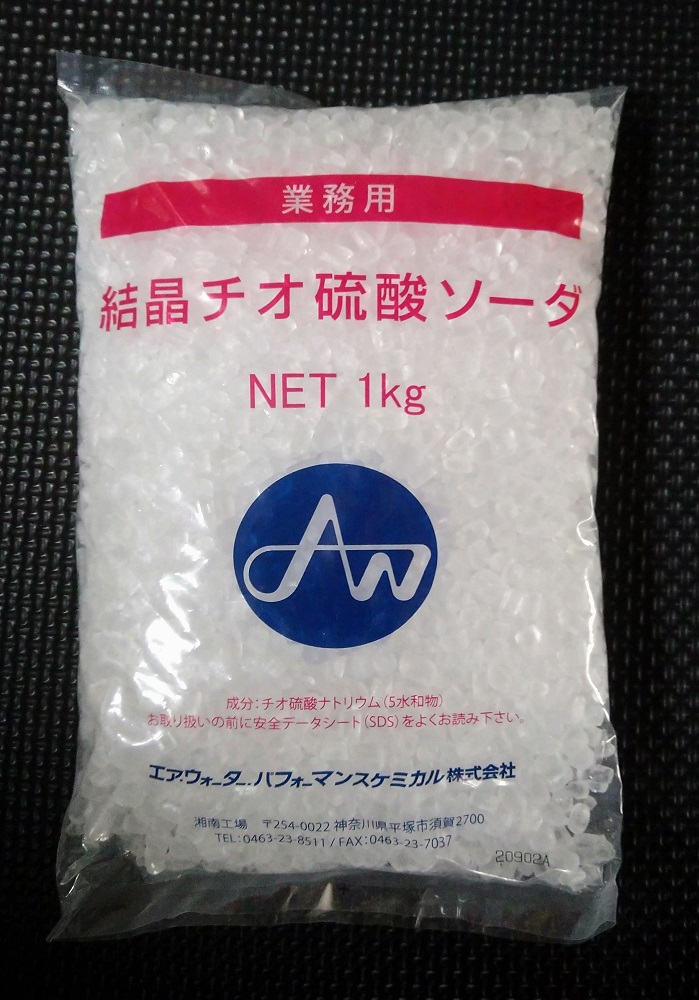 業務用
結晶チオ硫酸ソーダ
NET 1kg
AW
成分:チオ硫酸ナトリウム(5水和物)
お取り扱いの前に安全データシート(SDS)をよくお読み下さい。
エア・ウォーター・パフォーマンスケミカル株式会社
湘南工場 〒254-0022 神奈川県平塚市須賀2700
TEL:0463-23-8511 / FAX:0463-23-7037
20902A